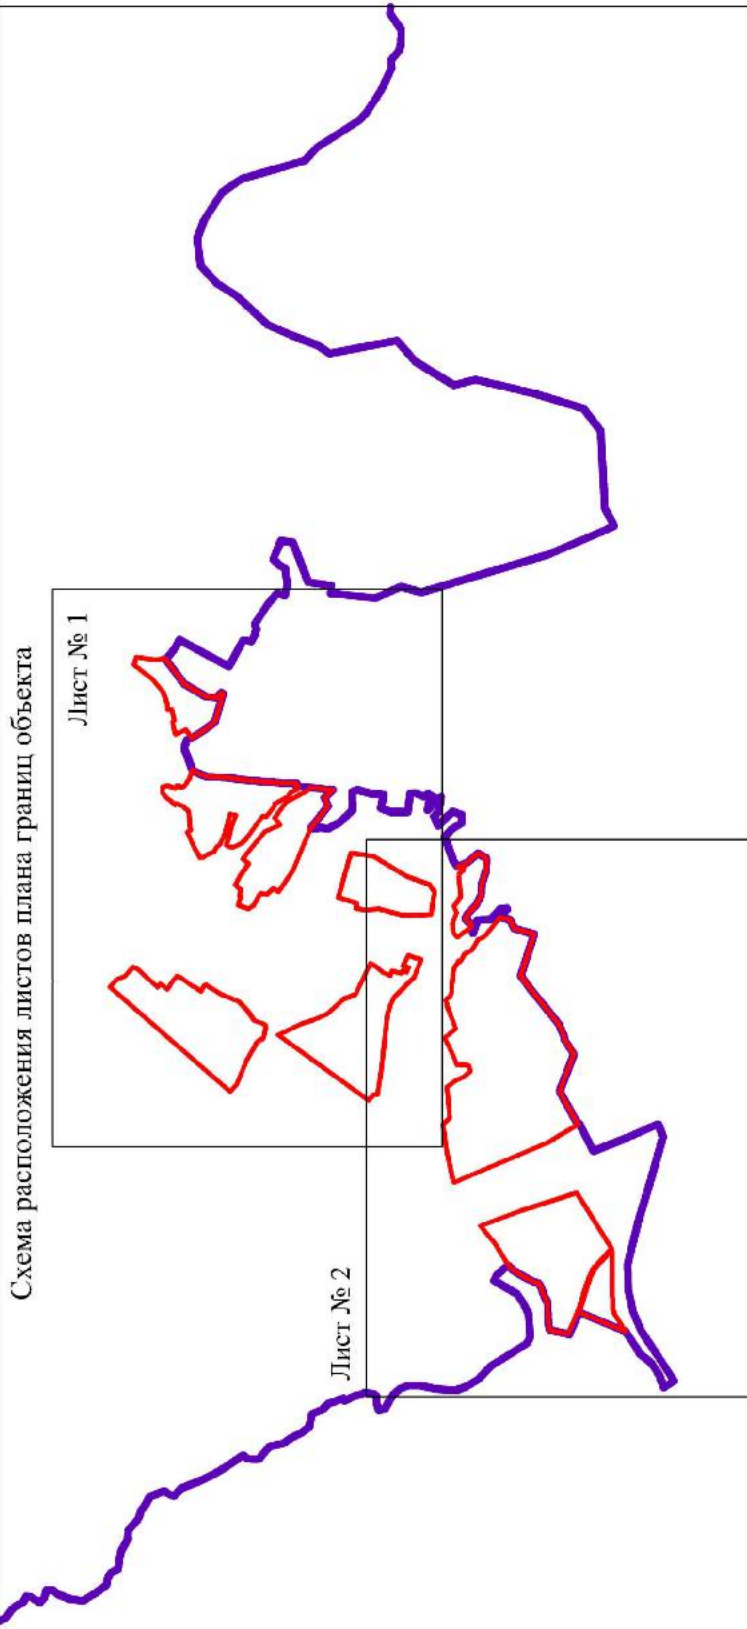 Схема расположения листов плана границ объекта
Лист № 1
Лист № 2